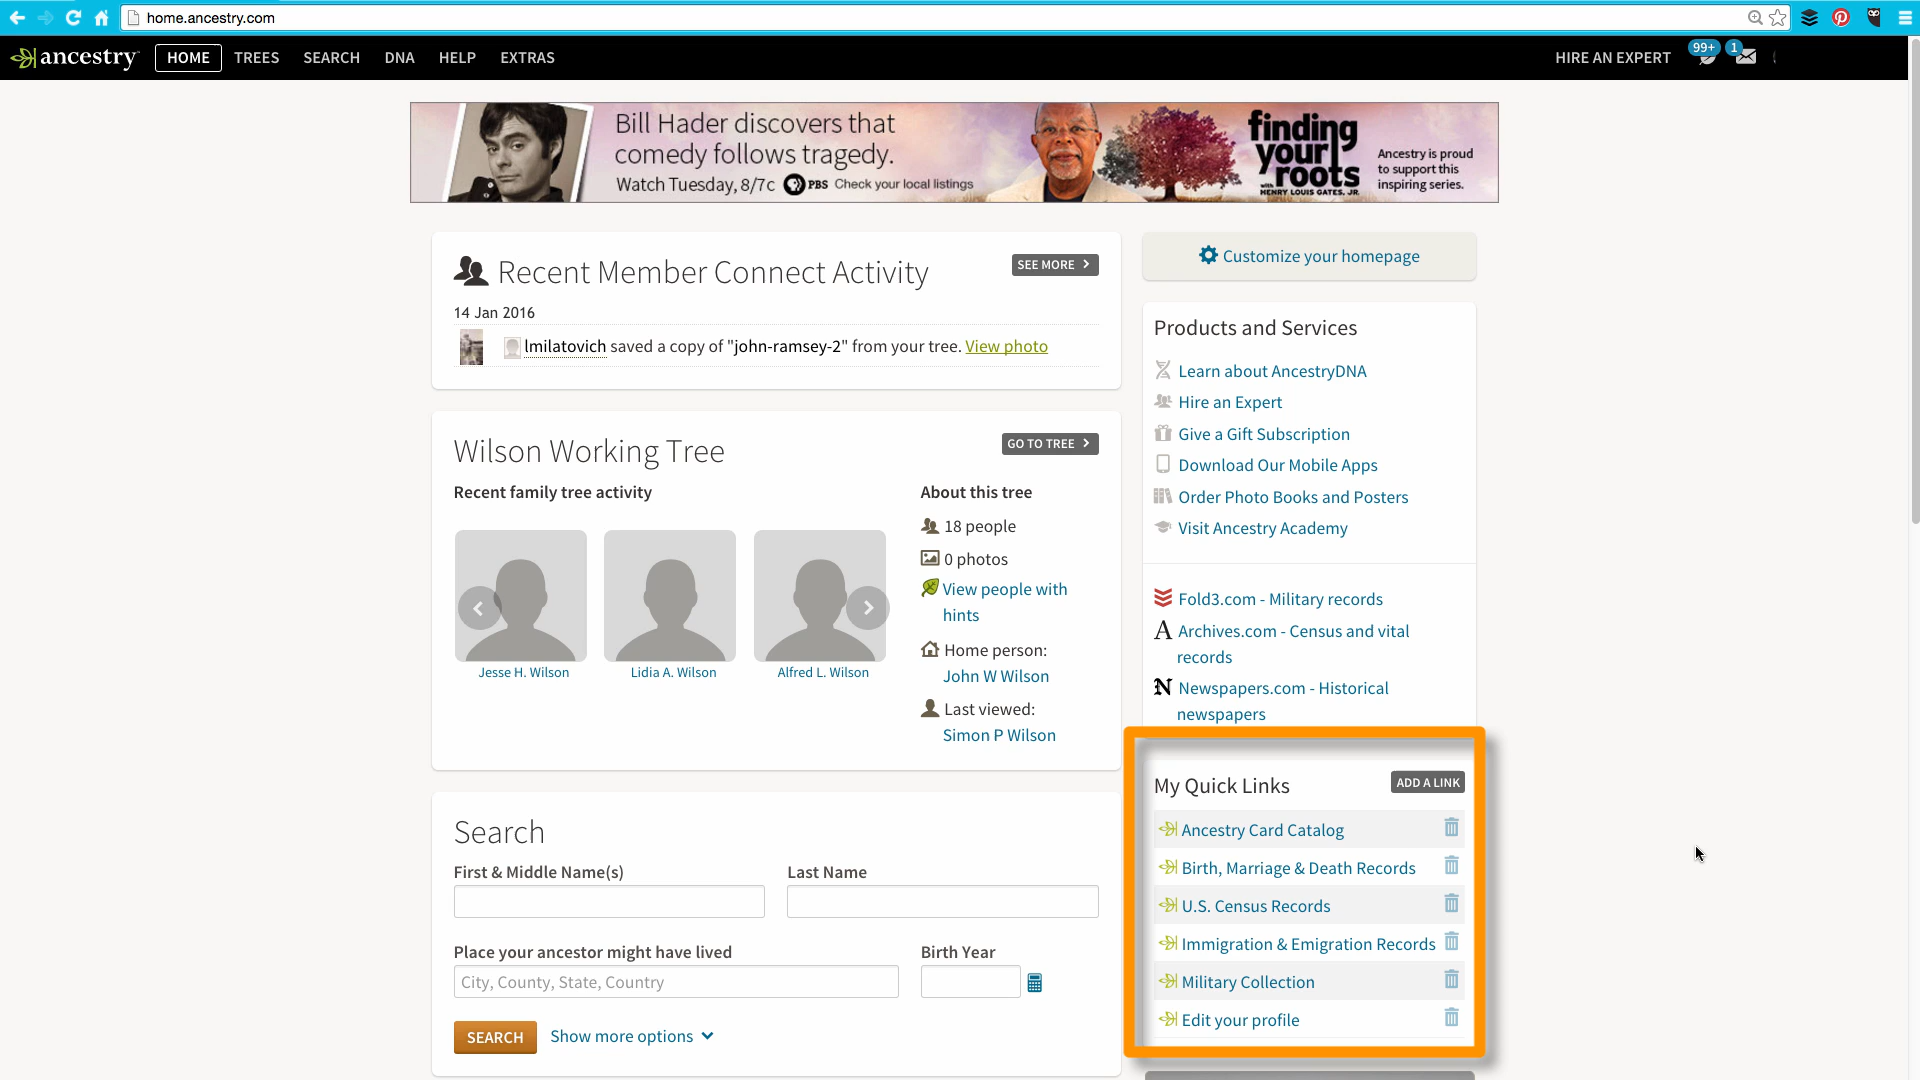 home.ancestry.com
ancestry HOME TREES SEARCH DNA HELP EXTRAS HIRE AN EXPERT 99+ 1
Bill Hader discovers that
comedy follows tragedy.
Watch Tuesday, 8/7c PBS Check your local listings
finding
your
roots
with HENRY LOUIS GATES, JR.
Ancestry is proud
to support this
inspiring series.
Recent Member Connect Activity
SEE MORE
14 Jan 2016
lmilatovich saved a copy of "john-ramsey-2" from your tree. View photo
Wilson Working Tree
GO TO TREE
Recent family tree activity
Jesse H. Wilson
Lidia A. Wilson
Alfred L. Wilson
About this tree
18 people
0 photos
View people with
hints
Home person:
John W Wilson
Last viewed:
Simon P Wilson
Search
First & Middle Name(s)
Last Name
Place your ancestor might have lived
City, County, State, Country
Birth Year
SEARCH
Show more options
Customize your homepage
Products and Services
Learn about AncestryDNA
Hire an Expert
Give a Gift Subscription
Download Our Mobile Apps
Order Photo Books and Posters
Visit Ancestry Academy
Fold3.com - Military records
A Archives.com - Census and vital
records
N Newspapers.com - Historical
newspapers
My Quick Links
ADD A LINK
Ancestry Card Catalog
Birth, Marriage & Death Records
U.S. Census Records
Immigration & Emigration Records
Military Collection
Edit your profile